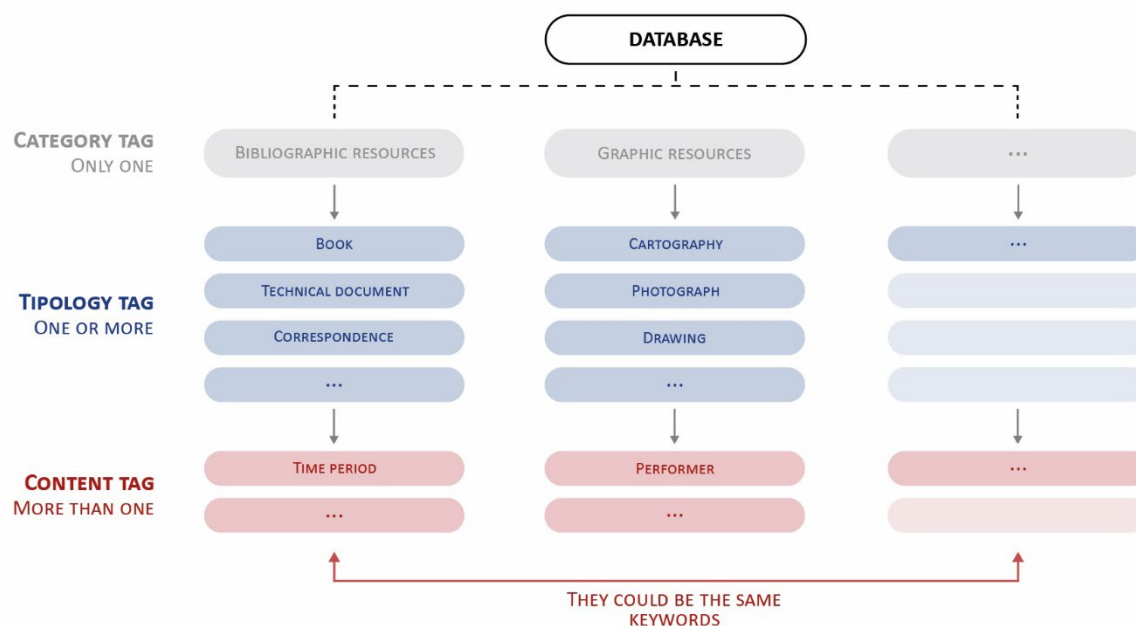 DATABASE
CATEGORY TAG
ONLY ONE
BIBLIOGRAPHIC RESOURCES
GRAPHIC RESOURCES
...
TIPOLOGY TAG
ONE OR MORE
BOOK
CARTOGRAPHY
...
TECHNICAL DOCUMENT
PHOTOGRAPH
CORRESPONDENCE
DRAWING
...
...
CONTENT TAG
MORE THAN ONE
TIME PERIOD
PERFORMER
...
...
...
THEY COULD BE THE SAME
KEYWORDS